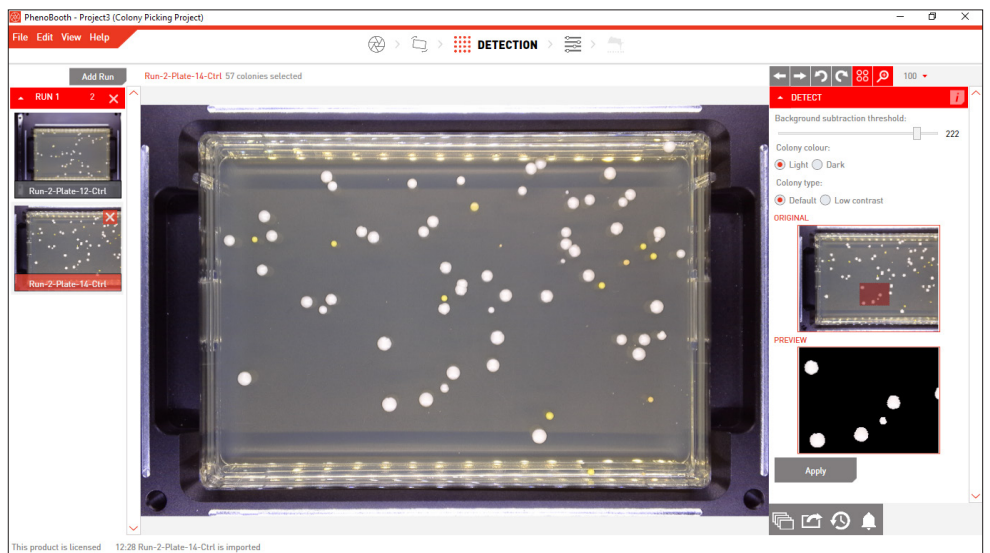 PhenoBooth - Project3 (Colony Picking Project)
File Edit View Help
> > DETECTION > >
Add Run
Run-2-Plate-14-Ctrl 57 colonies selected
100
RUN 1 2
Run-2-Plate-12-Ctrl
Run-2-Plate-14-Ctrl
DETECT i
Background subtraction threshold:
222
Colony colour:
Light Dark
Colony type:
Default Low contrast
ORIGINAL
PREVIEW
Apply
This product is licensed 12:28 Run-2-Plate-14-Ctrl is imported